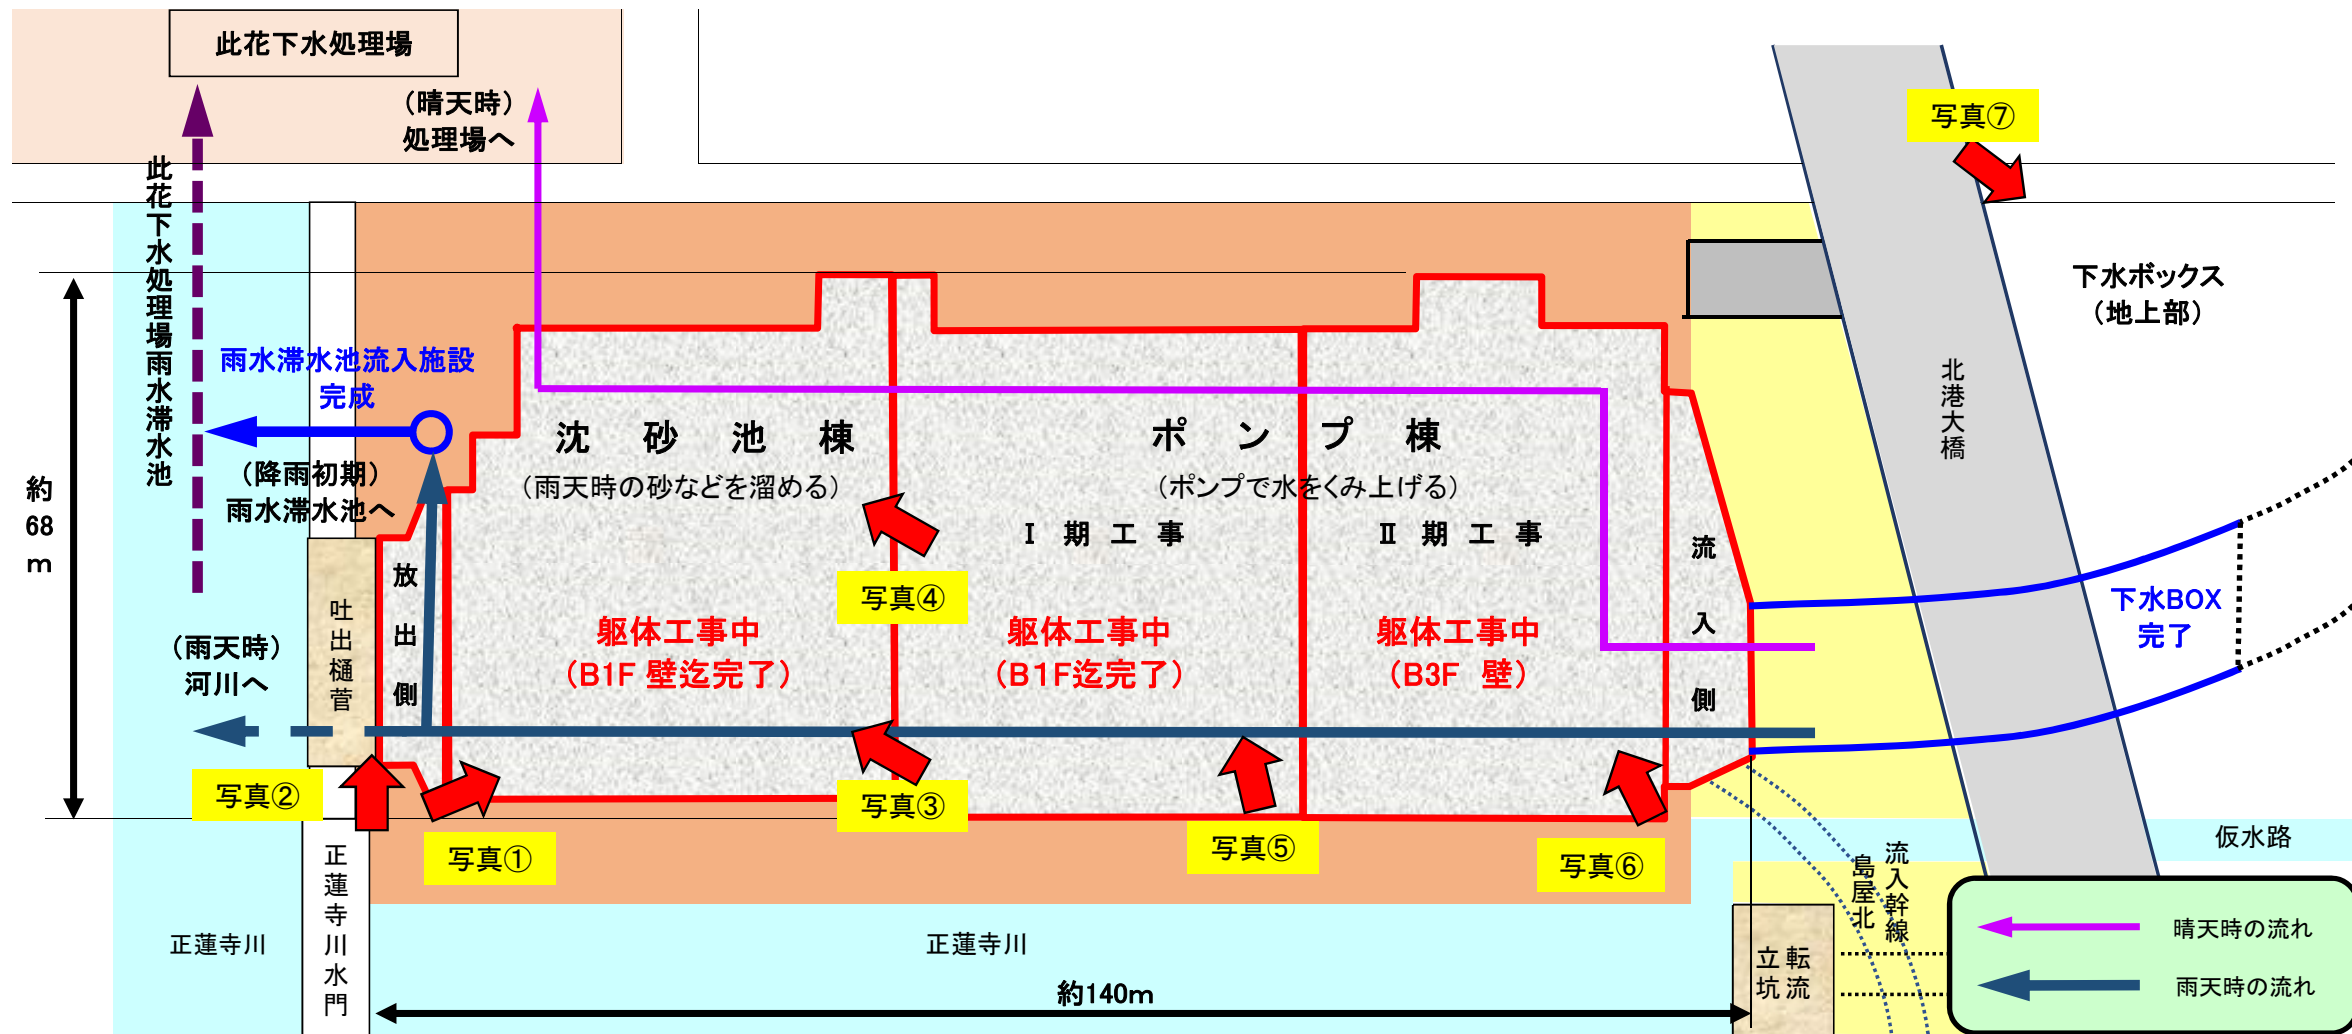 此花下水処理場
（晴天時）
処理場へ
写真⑦
此花下水処理場雨水滞水池
下水ボックス
（地上部）
雨水滞水池流入施設
完成
北港大橋
沈砂池棟
（雨天時の砂などを溜める）
ポンプ棟
（ポンプで水をくみ上げる）
（降雨初期）
雨水滞水池へ
約
68
m
Ⅰ期工事
Ⅱ期工事
流入側
放出側
吐出樋菅
写真④
下水BOX
完了
躯体工事中
（B1F 壁迄完了）
躯体工事中
（B1F迄完了）
躯体工事中
（B3F 壁）
（雨天時）
河川へ
写真②
写真③
写真①
写真⑤
写真⑥
仮水路
正蓮寺川水門
流入幹線
島屋北
正蓮寺川
正蓮寺川
転流
立坑
約140m
晴天時の流れ
雨天時の流れ